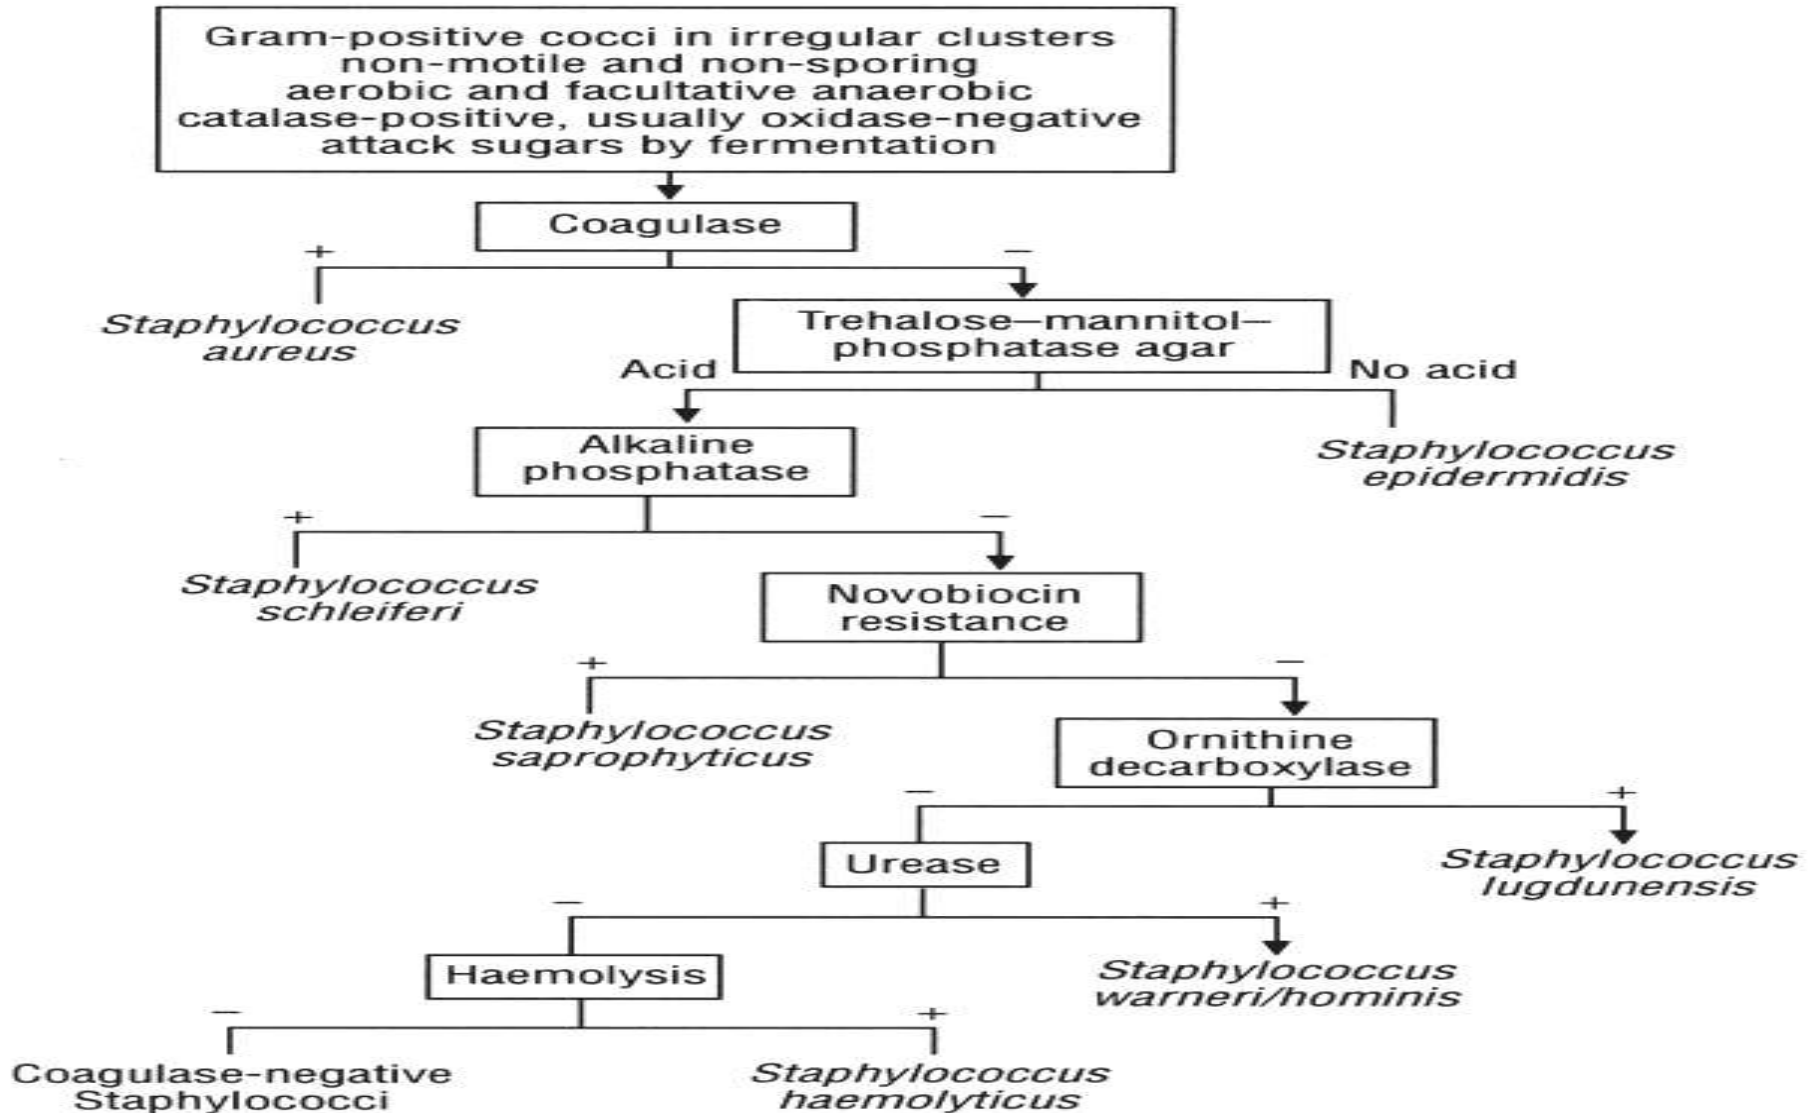 Gram-positive cocci in irregular clusters
non-motile and non-sporing
aerobic and facultative anaerobic
catalase-positive, usually oxidase-negative
attack sugars by fermentation
Coagulase
+
−
Staphylococcus
aureus
Trehalose–mannitol–
phosphatase agar
Acid
No acid
Alkaline
phosphatase
Staphylococcus
epidermidis
+
−
Staphylococcus
schleiferi
Novobiocin
resistance
+
−
Staphylococcus
saprophyticus
Ornithine
decarboxylase
−
+
Urease
Staphylococcus
lugdunensis
−
+
Haemolysis
Staphylococcus
warneri/hominis
−
+
Coagulase-negative
Staphylococci
Staphylococcus
haemolyticus